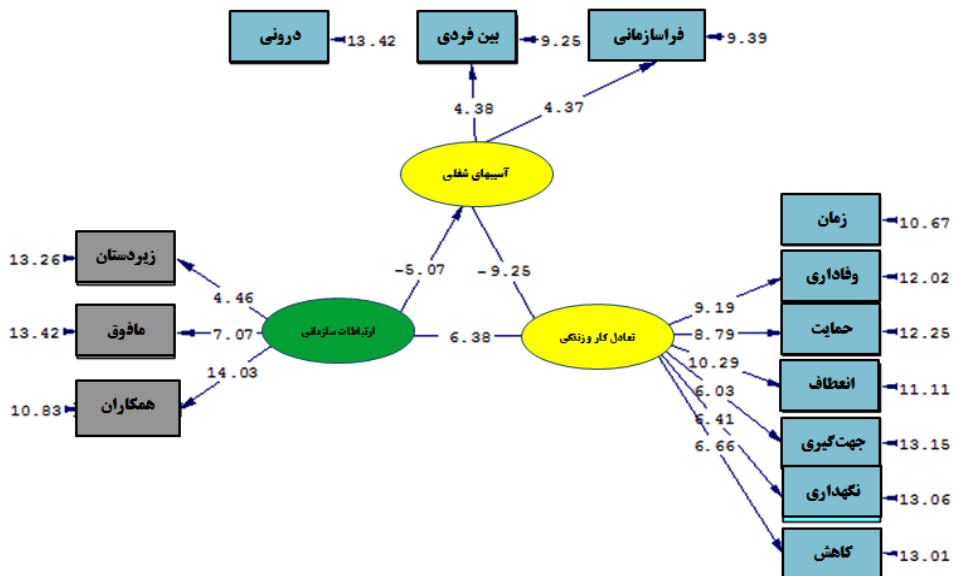 درونی
13.42
بین فردی
9.25
فراسازمانی
9.39
4.38
4.37
آسیبهای شغلی
زمان
10.67
13.26
زیردستان
-5.07
-9.25
وفاداری
12.02
4.46
9.19
13.42
مافوق
7.07
ارتباطات سازمانی
6.38
تعادل کار و زندگی
8.79
حمایت
12.25
14.03
10.29
انعطاف
11.11
10.83
همکاران
6.03
6.41
جهت‌گیری
13.15
6.66
نگهداری
13.06
کاهش
13.01